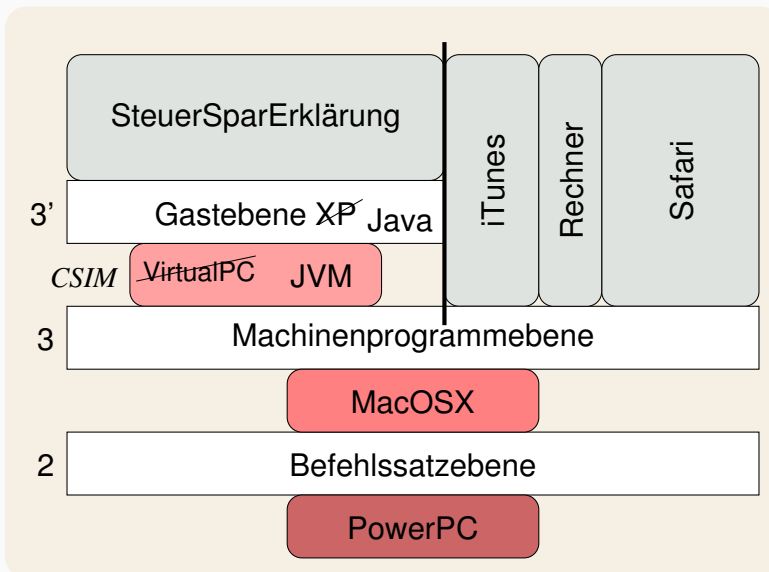 SteuerSparErklärung
iTunes
Rechner
Safari
3' Gastebene XP Java
CSIM VirtualPC JVM
3 Machinenprogrammebene
MacOSX
2 Befehlssatzebene
PowerPC